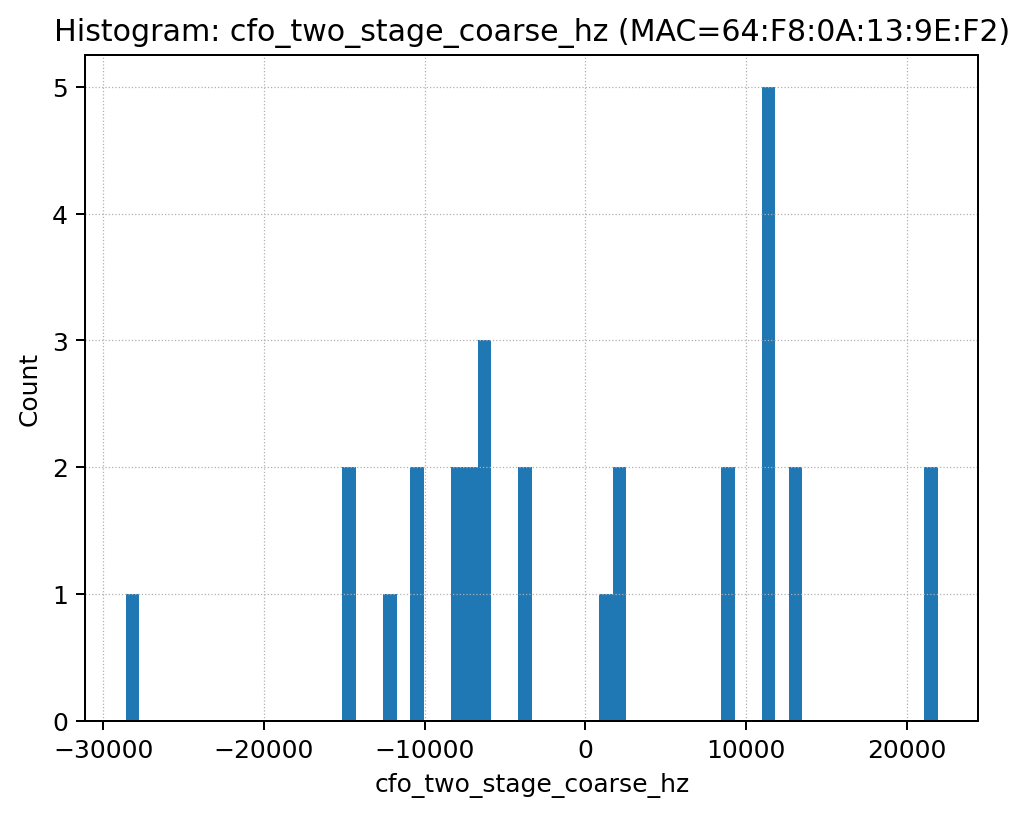 Histogram: cfo_two_stage_coarse_hz (MAC=64:F8:0A:13:9E:F2)
5
4
3
2
1
0
Count
−30000 −20000 −10000 0 10000 20000
cfo_two_stage_coarse_hz